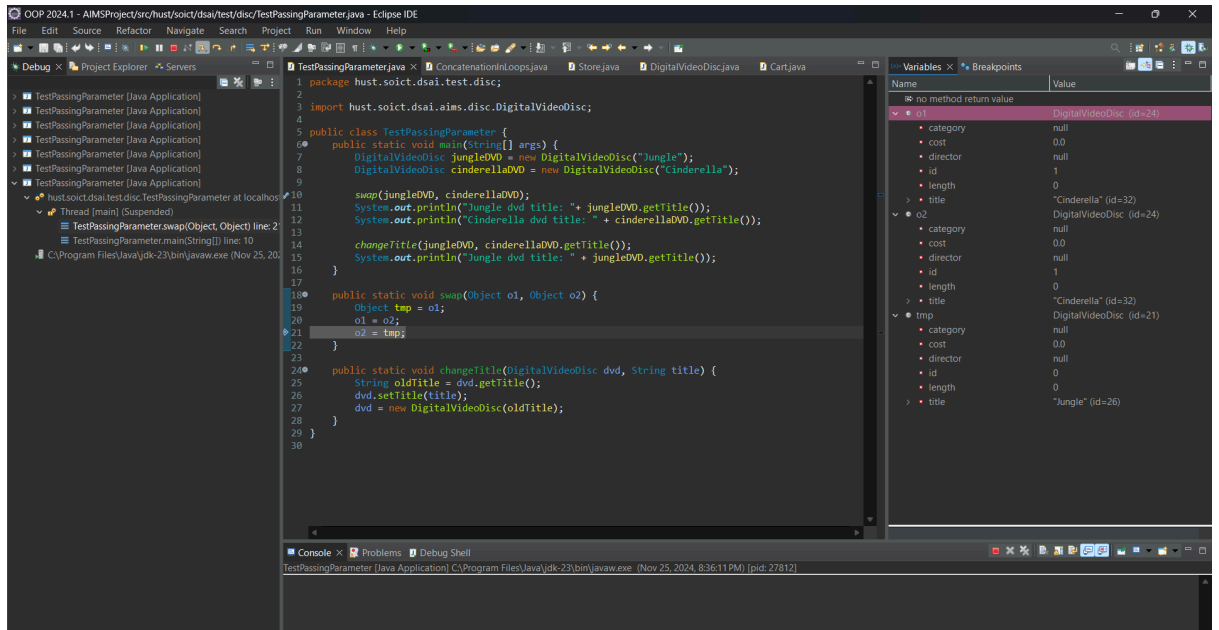 OOP 2024.1 - AIMSProject/src/hust/soict/dsai/test/disc/TestPassingParameter.java - Eclipse IDE
File Edit Source Refactor Navigate Search Project Run Window Help
Debug Project Explorer Servers
TestPassingParameter [Java Application]
TestPassingParameter [Java Application]
TestPassingParameter [Java Application]
TestPassingParameter [Java Application]
TestPassingParameter [Java Application]
TestPassingParameter [Java Application]
TestPassingParameter [Java Application]
hust.soict.dsai.test.disc.TestPassingParameter at localhos
Thread [main] (Suspended)
TestPassingParameter.swap(Object, Object) line: 2
TestPassingParameter.main(String[]) line: 10
C:\Program Files\Java\jdk-23\bin\javaw.exe (Nov 25, 202
TestPassingParameter.java ConcatenationInLoops.java Store.java DigitalVideoDisc.java Cart.java
1 package hust.soict.dsai.test.disc;
2
3 import hust.soict.dsai.aims.disc.DigitalVideoDisc;
4
5 public class TestPassingParameter {
6 public static void main(String[] args) {
7 DigitalVideoDisc jungleDVD = new DigitalVideoDisc("Jungle");
8 DigitalVideoDisc cinderellaDVD = new DigitalVideoDisc("Cinderella");
9
10 swap(jungleDVD, cinderellaDVD);
11 System.out.println("Jungle dvd title: "+ jungleDVD.getTitle());
12 System.out.println("Cinderella dvd title: " + cinderellaDVD.getTitle());
13
14 changeTitle(jungleDVD, cinderellaDVD.getTitle());
15 System.out.println("Jungle dvd title: " + jungleDVD.getTitle());
16 }
17
18 public static void swap(Object o1, Object o2) {
19 Object tmp = o1;
20 o1 = o2;
21 o2 = tmp;
22 }
23
24 public static void changeTitle(DigitalVideoDisc dvd, String title) {
25 String oldTitle = dvd.getTitle();
26 dvd.setTitle(title);
27 dvd = new DigitalVideoDisc(oldTitle);
28 }
29 }
30
Variables Breakpoints
Name Value
no method return value
o1 DigitalVideoDisc (id=24)
category null
cost 0.0
director null
id 1
length 0
title "Cinderella" (id=32)
o2 DigitalVideoDisc (id=24)
category null
cost 0.0
director null
id 1
length 0
title "Cinderella" (id=32)
tmp DigitalVideoDisc (id=21)
category null
cost 0.0
director null
id 0
length 0
title "Jungle" (id=26)
Console Problems Debug Shell
TestPassingParameter [Java Application] C:\Program Files\Java\jdk-23\bin\javaw.exe (Nov 25, 2024, 8:36:11 PM) [pid: 27812]